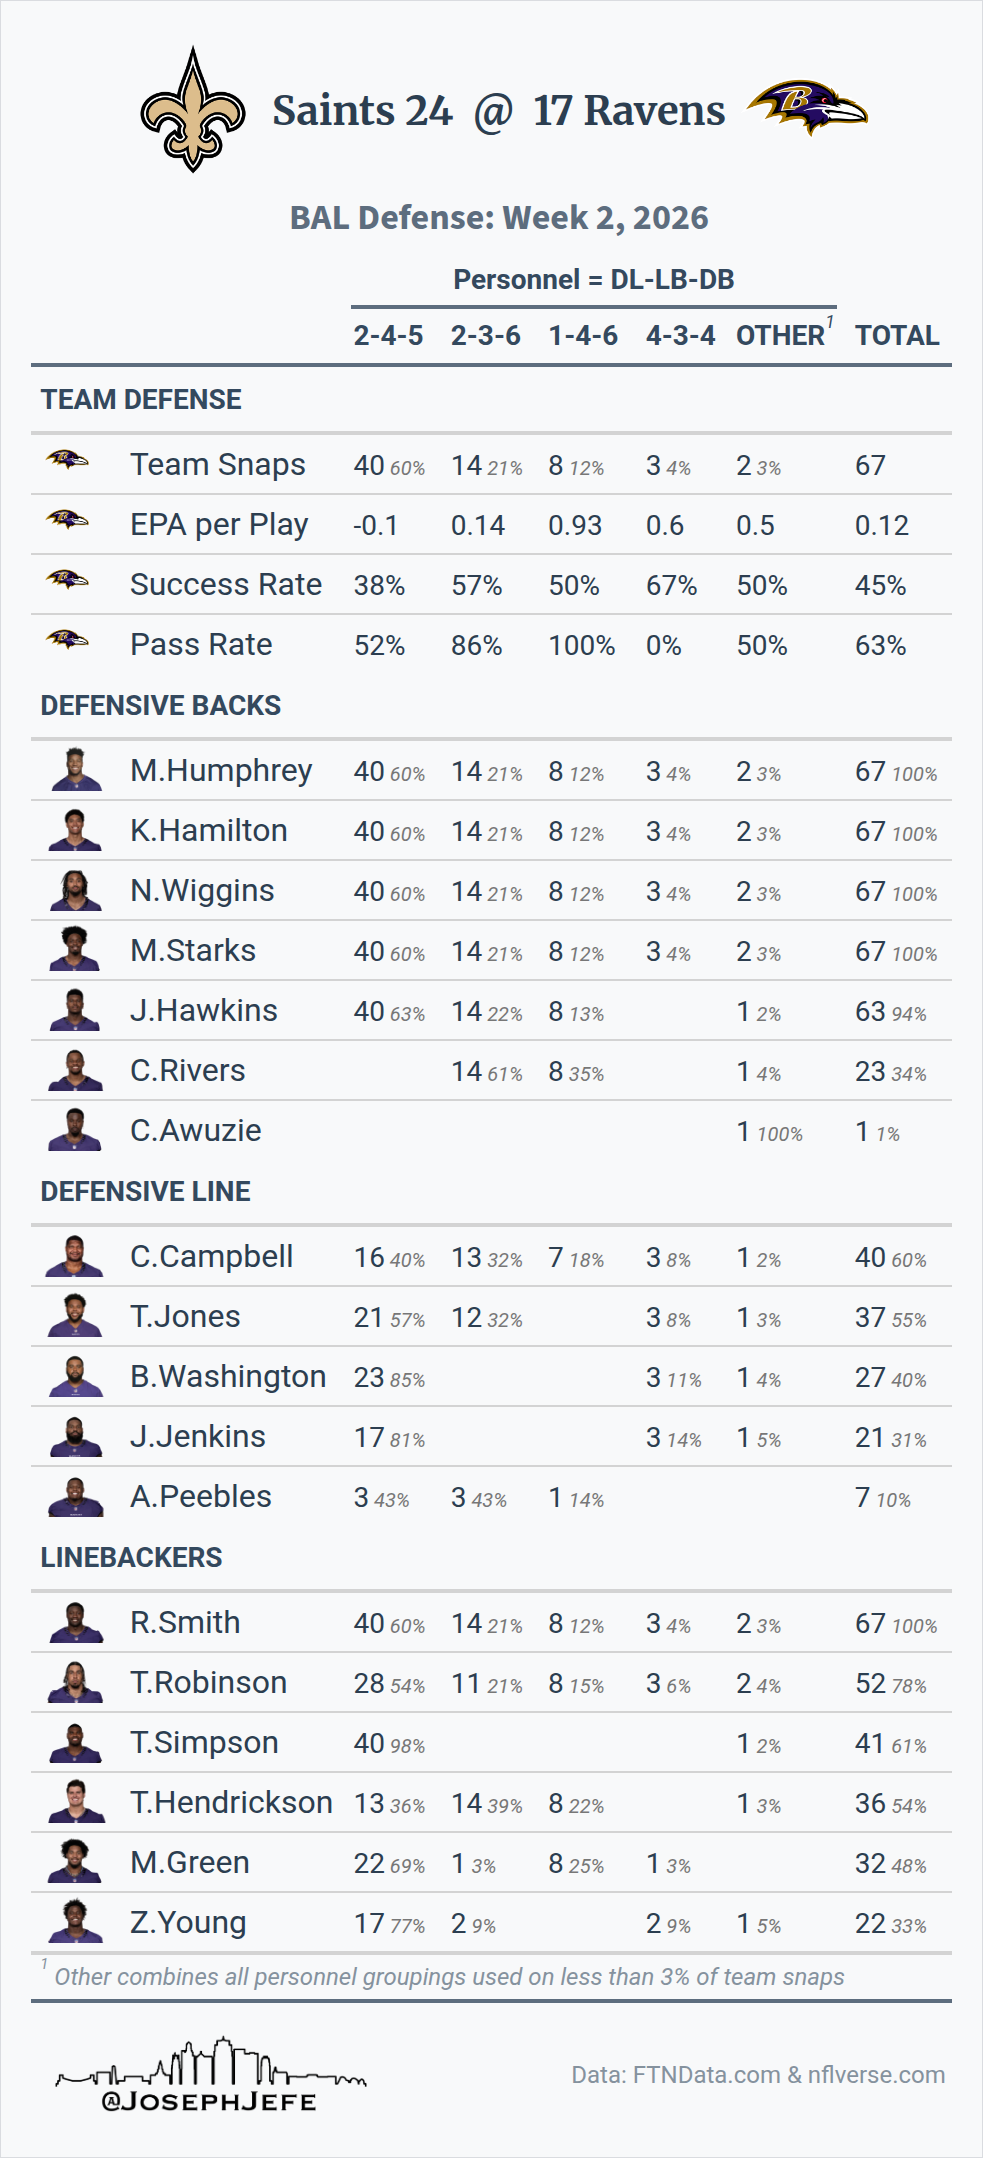 Saints 24 @ 17 Ravens
BAL Defense: Week 2, 2026
Personnel = DL-LB-DB
2-4-5 2-3-6 1-4-6 4-3-4 OTHER1 TOTAL
TEAM DEFENSE
Team Snaps 40 60% 14 21% 8 12% 3 4% 2 3% 67
EPA per Play -0.1 0.14 0.93 0.6 0.5 0.12
Success Rate 38% 57% 50% 67% 50% 45%
Pass Rate 52% 86% 100% 0% 50% 63%
DEFENSIVE BACKS
M.Humphrey 40 60% 14 21% 8 12% 3 4% 2 3% 67 100%
K.Hamilton 40 60% 14 21% 8 12% 3 4% 2 3% 67 100%
N.Wiggins 40 60% 14 21% 8 12% 3 4% 2 3% 67 100%
M.Starks 40 60% 14 21% 8 12% 3 4% 2 3% 67 100%
J.Hawkins 40 63% 14 22% 8 13% 1 2% 63 94%
C.Rivers 14 61% 8 35% 1 4% 23 34%
C.Awuzie 1 100% 1 1%
DEFENSIVE LINE
C.Campbell 16 40% 13 32% 7 18% 3 8% 1 2% 40 60%
T.Jones 21 57% 12 32% 3 8% 1 3% 37 55%
B.Washington 23 85% 3 11% 1 4% 27 40%
J.Jenkins 17 81% 3 14% 1 5% 21 31%
A.Peebles 3 43% 3 43% 1 14% 7 10%
LINEBACKERS
R.Smith 40 60% 14 21% 8 12% 3 4% 2 3% 67 100%
T.Robinson 28 54% 11 21% 8 15% 3 6% 2 4% 52 78%
T.Simpson 40 98% 1 2% 41 61%
T.Hendrickson 13 36% 14 39% 8 22% 1 3% 36 54%
M.Green 22 69% 1 3% 8 25% 1 3% 32 48%
Z.Young 17 77% 2 9% 2 9% 1 5% 22 33%
1 Other combines all personnel groupings used on less than 3% of team snaps
@JOSEPHJEFE
Data: FTNData.com & nflverse.com